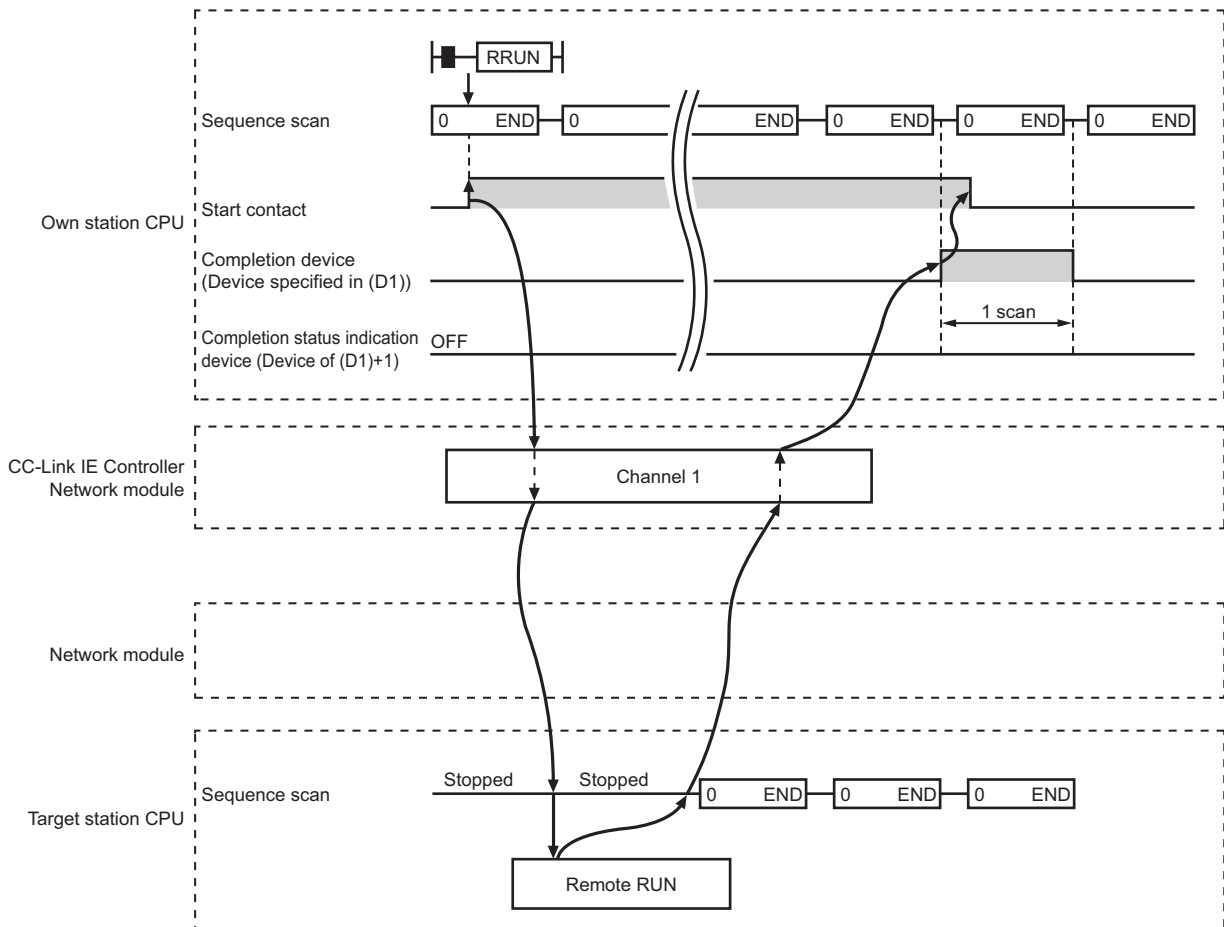 RRUN
Sequence scan
0 END 0 END 0 END 0 END 0 END
Own station CPU
Start contact
Completion device
(Device specified in (D1))
1 scan
Completion status indication
device (Device of (D1)+1)
OFF
CC-Link IE Controller
Network module
Channel 1
Network module
Target station CPU
Sequence scan
Stopped Stopped 0 END 0 END 0 END
Remote RUN